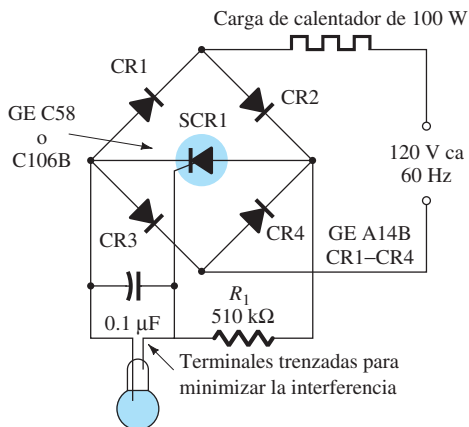 Carga de calentador de 100 W
CR1
CR2
GE C58
o
C106B
SCR1
120 V ca
60 Hz
CR3
CR4
GE A14B
CR1–CR4
0.1 μF
R1
510 kΩ
Terminales trenzadas para
minimizar la interferencia